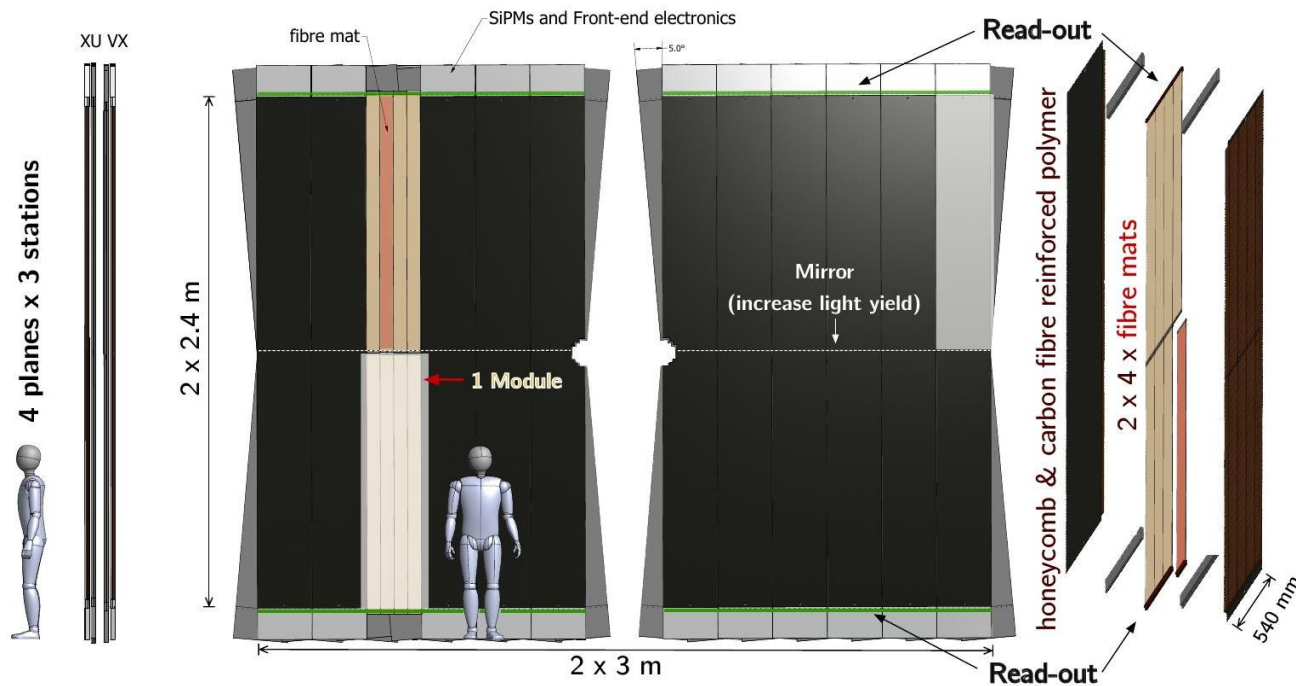 SiPMs and Front-end electronics
fibre mat
XU VX
5.0°
Read-out
4 planes x 3 stations
2 x 2.4 m
Mirror
(increase light yield)
1 Module
honeycomb & carbon fibre reinforced polymer
2 x 4 x fibre mats
540 mm
2 x 3 m
Read-out